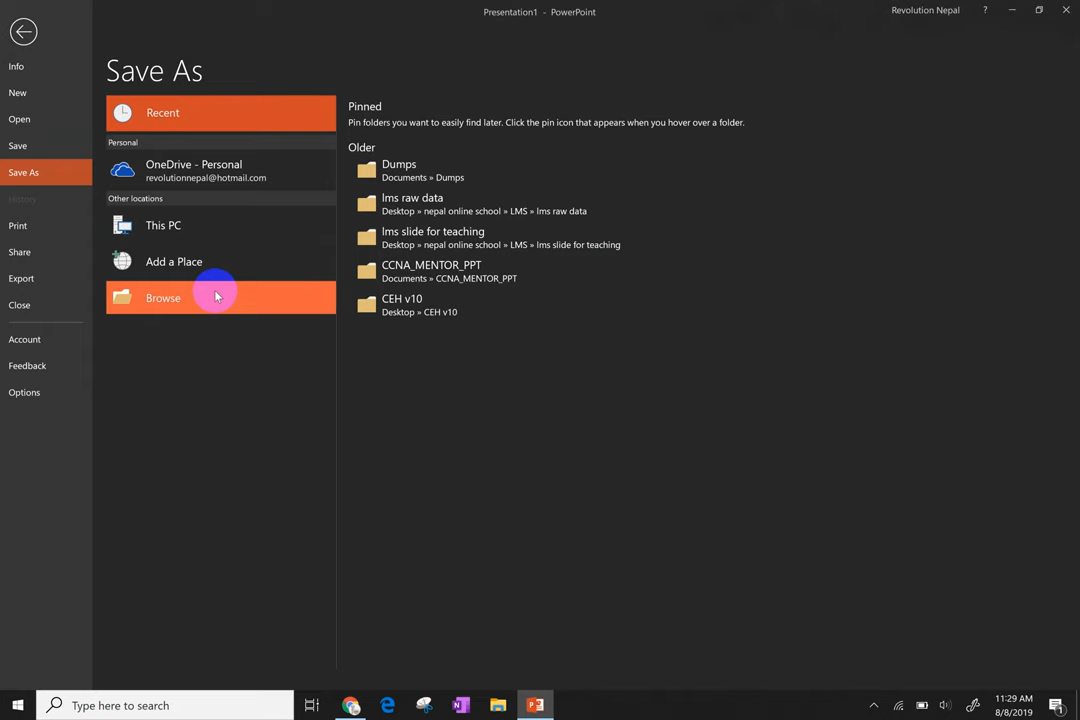 Presentation1 - PowerPoint
Revolution Nepal
?
Info
New
Open
Save
Save As
History
Print
Share
Export
Close
Account
Feedback
Options
Save As
Recent
Personal
OneDrive - Personal
revolutionnepal@hotmail.com
Other locations
This PC
Add a Place
Browse
Pinned
Pin folders you want to easily find later. Click the pin icon that appears when you hover over a folder.
Older
Dumps
Documents » Dumps
lms raw data
Desktop » nepal online school » LMS » lms raw data
lms slide for teaching
Desktop » nepal online school » LMS » lms slide for teaching
CCNA_MENTOR_PPT
Documents » CCNA_MENTOR_PPT
CEH v10
Desktop » CEH v10
Type here to search
11:29 AM
8/8/2019
1